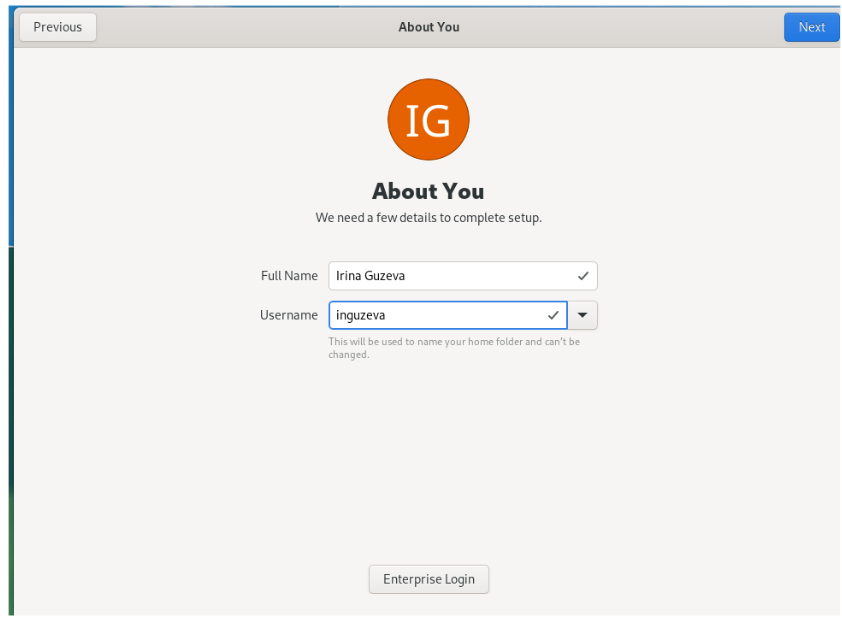 Previous
About You
Next
IG
About You
We need a few details to complete setup.
Full Name
Irina Guzeva
Username
inguzeva
This will be used to name your home folder and can't be
changed.
Enterprise Login